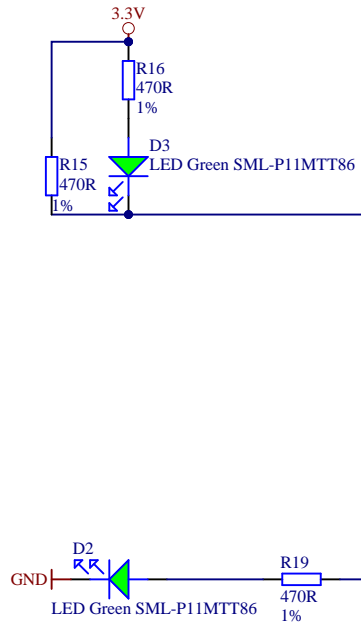 3.3V
R16
470R
1%
D3
LED Green SML-P11MTT86
R15
470R
1%
D2
GND
LED Green SML-P11MTT86
R19
470R
1%